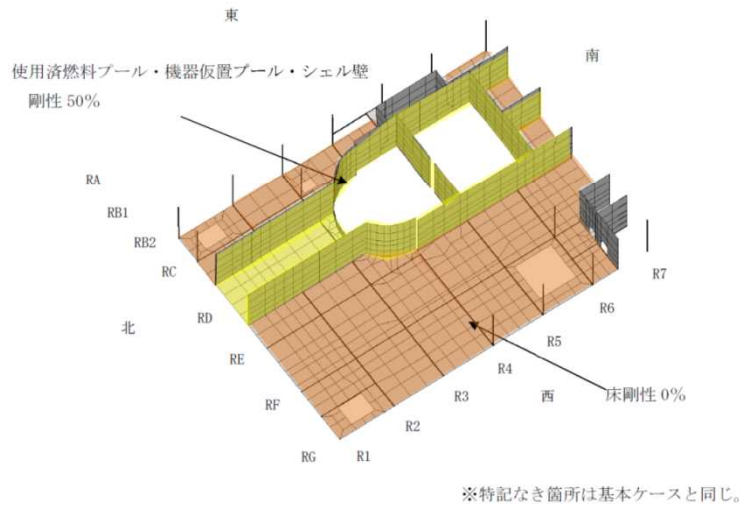 東
南
使用済燃料プール・機器仮置プール・シェル壁
剛性 50%
RA
RB1
RB2
RC
RD
RE
RF
RG
北
R1
R2
R3
R4
R5
R6
R7
西
床剛性 0%
※特記なき箇所は基本ケースと同じ。